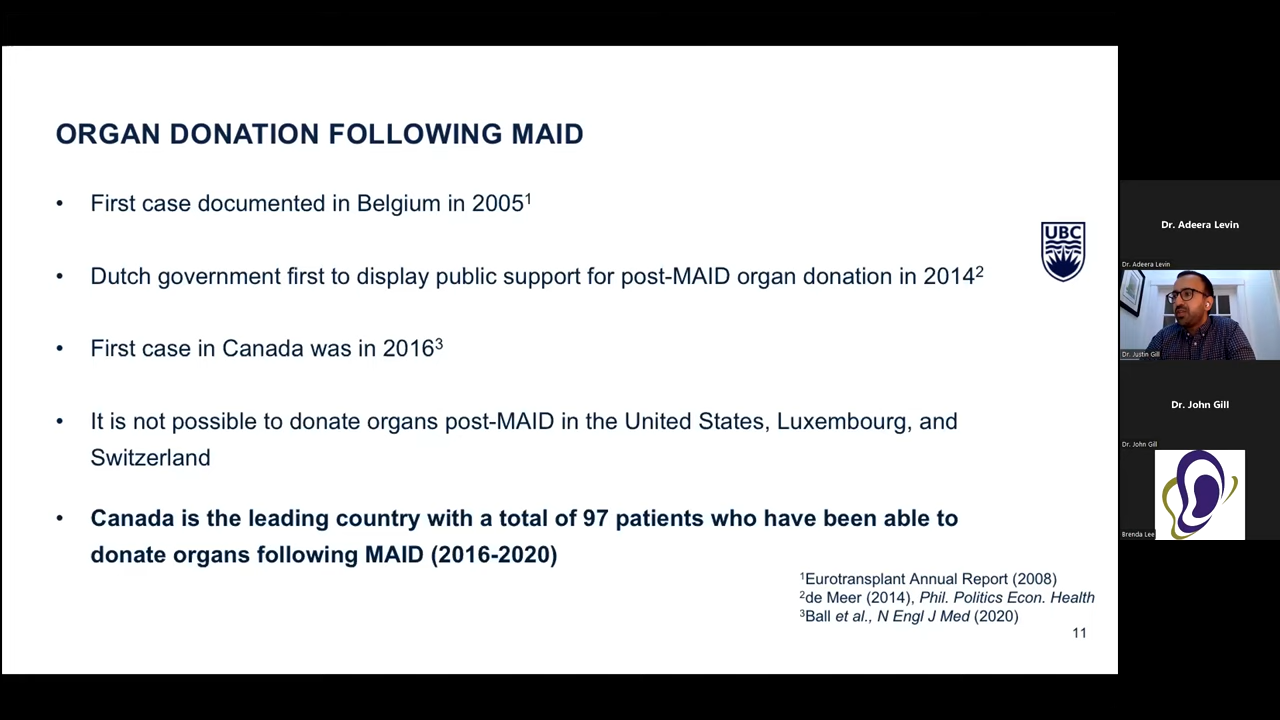 ORGAN DONATION FOLLOWING MAID
• First case documented in Belgium in 2005¹
• Dutch government first to display public support for post-MAID organ donation in 2014²
• First case in Canada was in 2016³
• It is not possible to donate organs post-MAID in the United States, Luxembourg, and
Switzerland
• Canada is the leading country with a total of 97 patients who have been able to
donate organs following MAID (2016-2020)
¹Eurotransplant Annual Report (2008)
²de Meer (2014), Phil. Politics Econ. Health
³Ball et al., N Engl J Med (2020)
11
UBC
Dr. Adeera Levin
Dr. Adeera Levin
Dr. Justin Gill
Dr. John Gill
Dr. John Gill
Brenda Lee